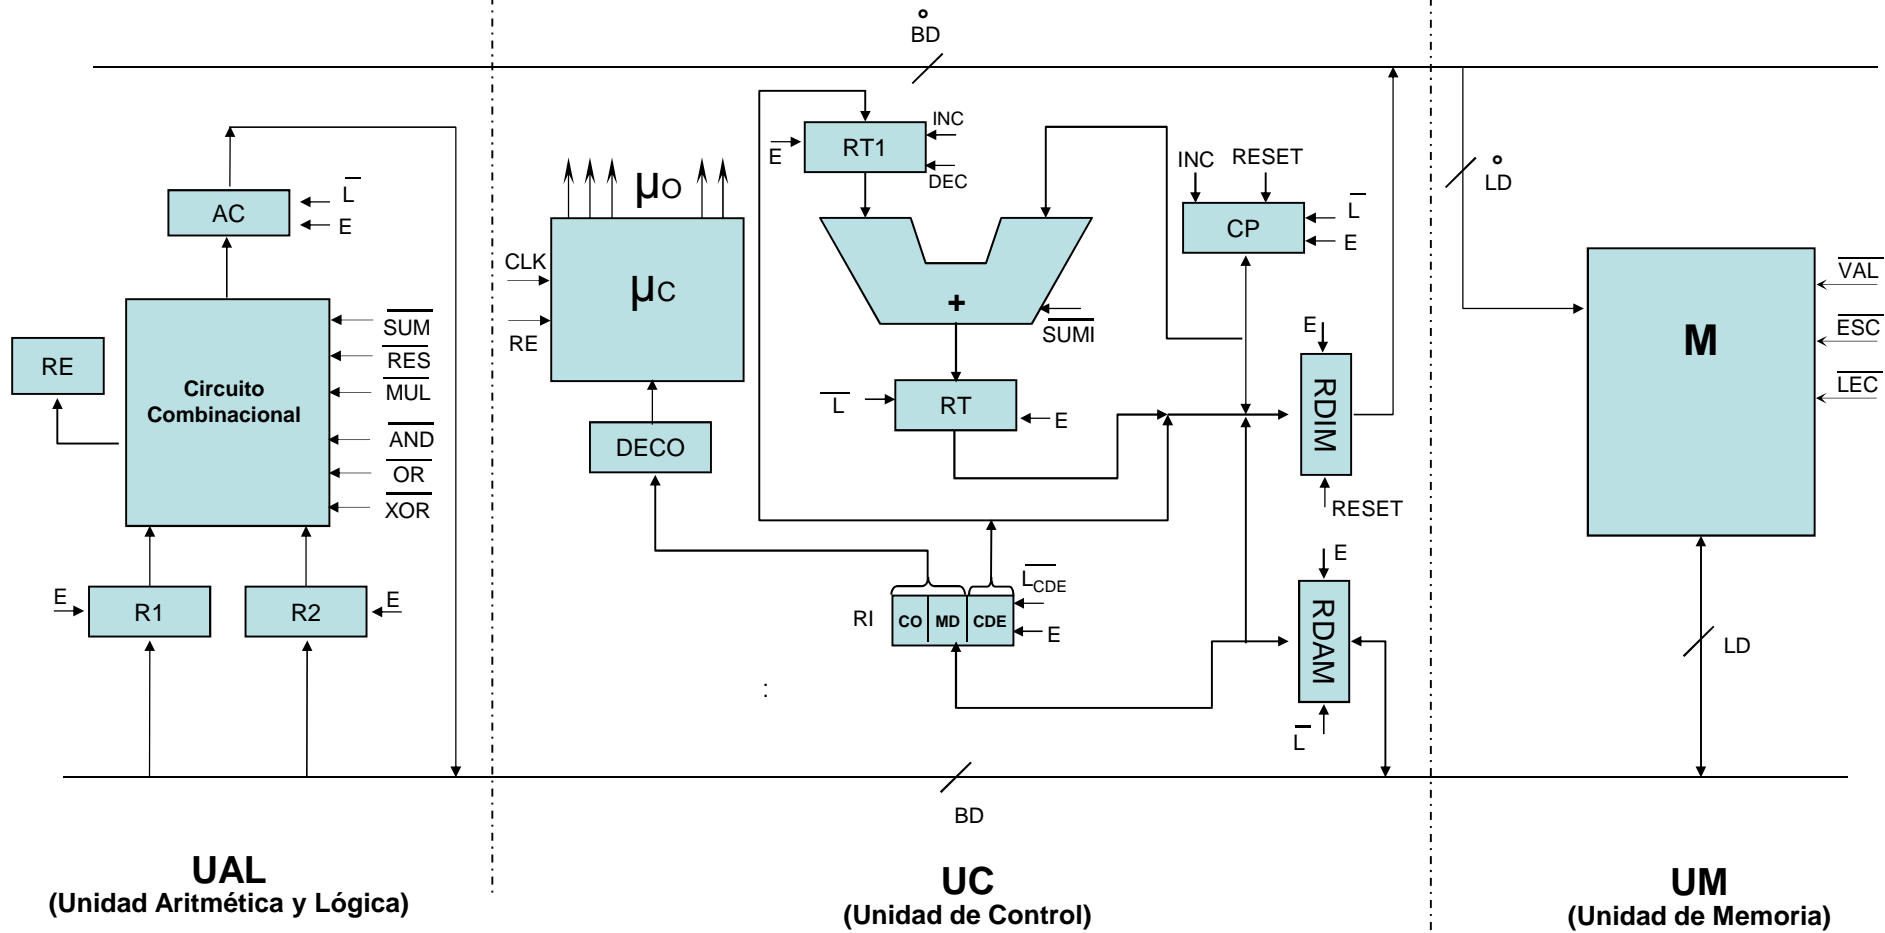 BD
INC
E
RT1
DEC
INC RESET
L
E
CP
LD
μO
AC
L
E
CLK
μC
RE
+
SUMI
VAL
ESC
LEC
M
SUM
RES
MUL
AND
OR
XOR
RE
Circuito
Combinacional
L
RT
E
E
RDIM
RESET
DECO
E
R1
R2
E
RI
CO MD CDE
LCDE
E
E
RDAM
L
LD
:
BD
UAL
(Unidad Aritmética y Lógica)
UC
(Unidad de Control)
UM
(Unidad de Memoria)